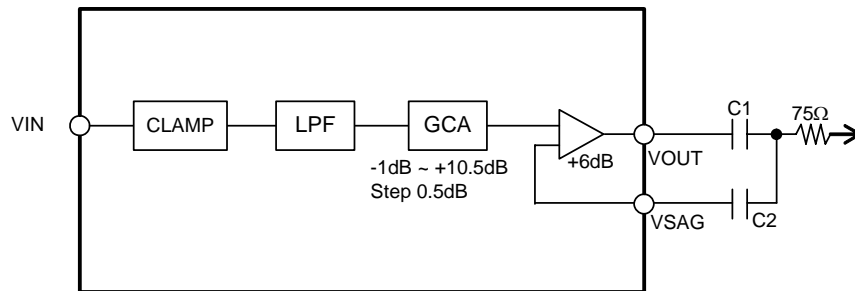 VIN
CLAMP
LPF
GCA
-1dB ~ +10.5dB
Step 0.5dB
+6dB
VOUT
VSAG
C1
C2
75Ω